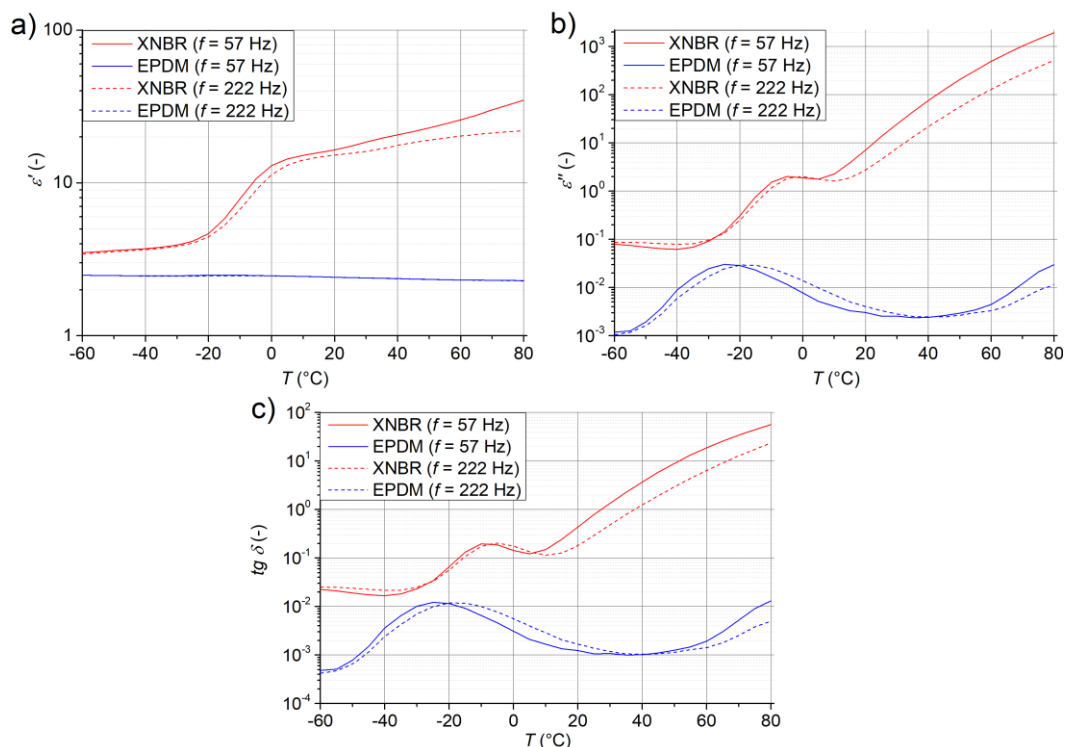 a)
100
10
1
ε' (-)
XNBR (f = 57 Hz)
EPDM (f = 57 Hz)
XNBR (f = 222 Hz)
EPDM (f = 222 Hz)
-60 -40 -20 0 20 40 60 80
T (°C)
b)
10³
10²
10¹
10⁰
10⁻¹
10⁻²
10⁻³
ε'' (-)
XNBR (f = 57 Hz)
EPDM (f = 57 Hz)
XNBR (f = 222 Hz)
EPDM (f = 222 Hz)
-60 -40 -20 0 20 40 60 80
T (°C)
c)
10²
10¹
10⁰
10⁻¹
10⁻²
10⁻³
10⁻⁴
tg δ (-)
XNBR (f = 57 Hz)
EPDM (f = 57 Hz)
XNBR (f = 222 Hz)
EPDM (f = 222 Hz)
-60 -40 -20 0 20 40 60 80
T (°C)